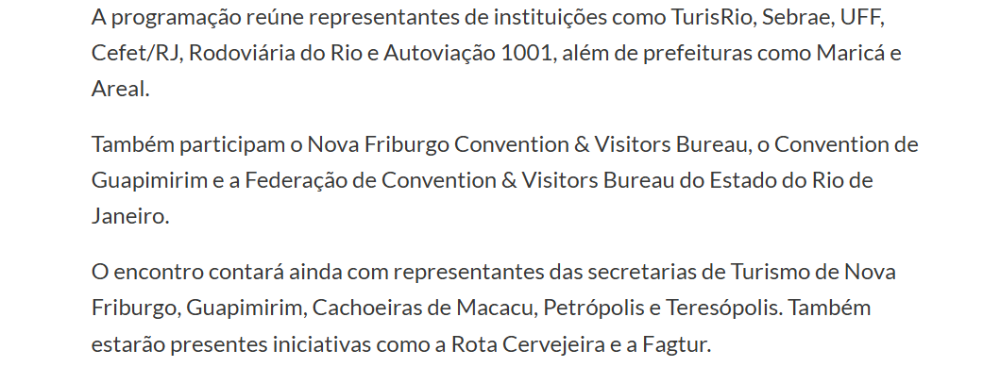 A programação reúne representantes de instituições como TurisRio, Sebrae, UFF,
Cefet/RJ, Rodoviária do Rio e Autoviação 1001, além de prefeituras como Maricá e
Areal.
Também participam o Nova Friburgo Convention & Visitors Bureau, o Convention de
Guapimirim e a Federação de Convention & Visitors Bureau do Estado do Rio de
Janeiro.
O encontro contará ainda com representantes das secretarias de Turismo de Nova
Friburgo, Guapimirim, Cachoeiras de Macacu, Petrópolis e Teresópolis. Também
estarão presentes iniciativas como a Rota Cervejeira e a Fagtur.